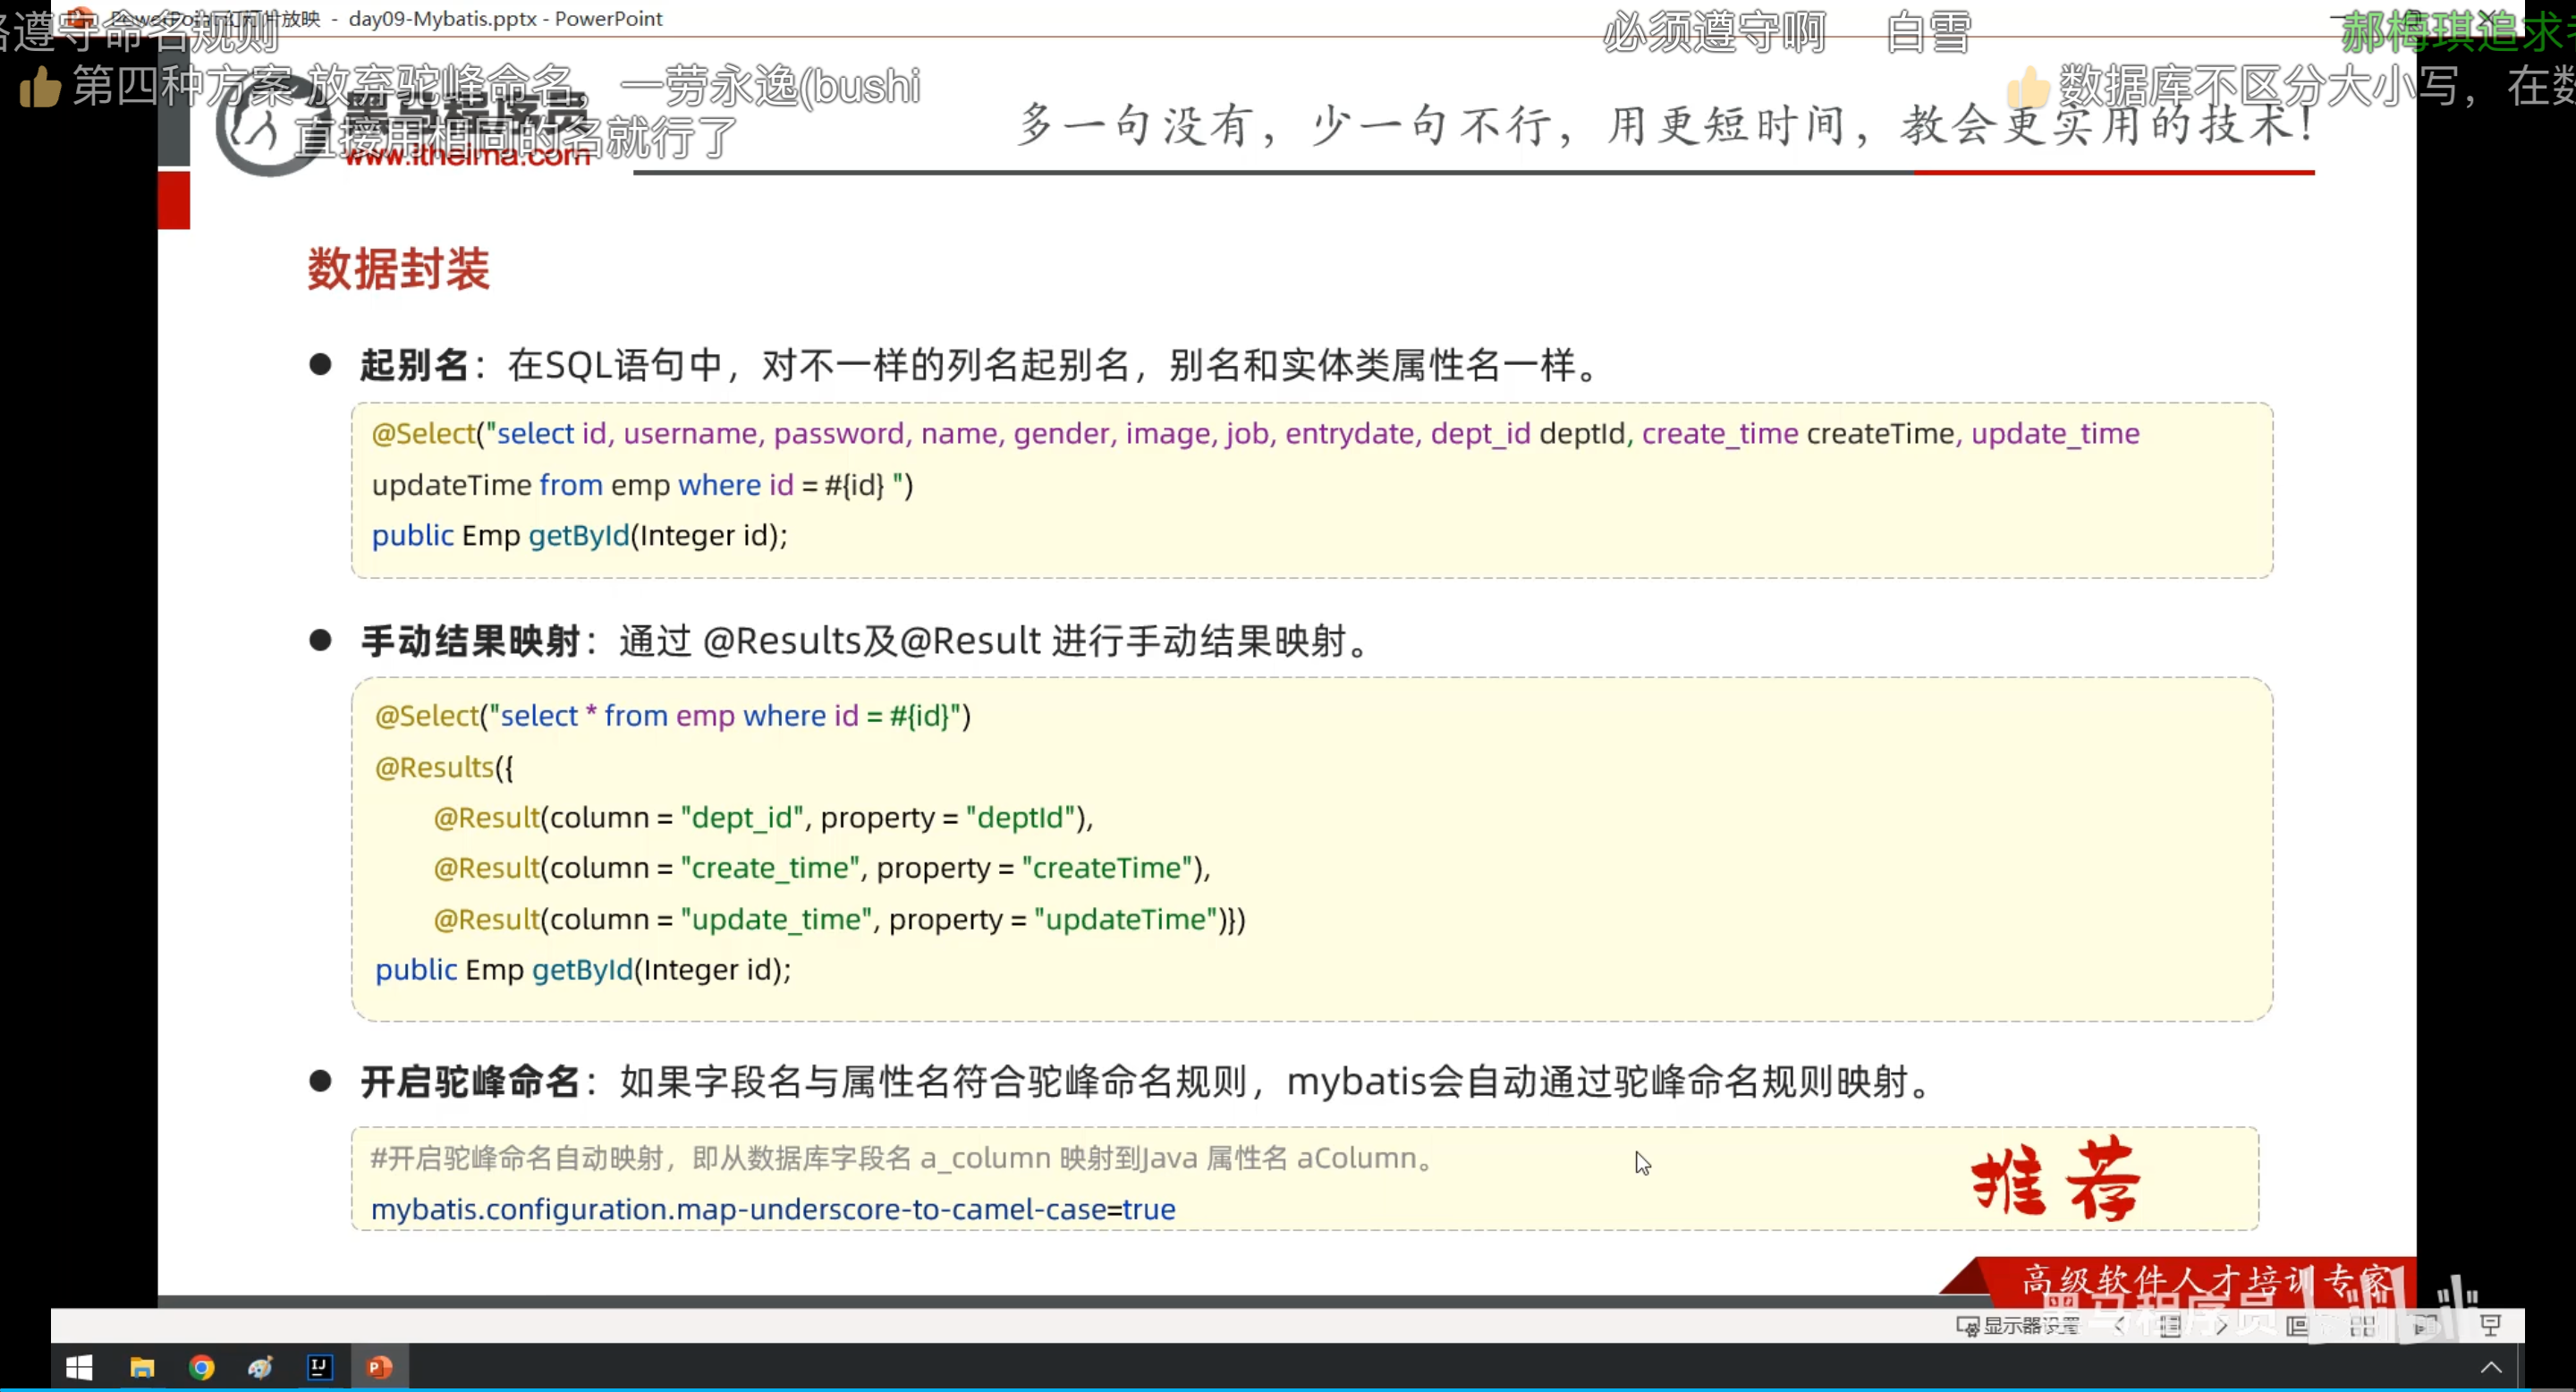 PowerPoint 幻灯片放映 - day09-Mybatis.pptx - PowerPoint
遵守命名规则
必须遵守啊
白雪
郝梅琪追求
第四种方案 放弃驼峰命名，一劳永逸(bushi
数据库不区分大小写，在数
黑马程序员
直接用相同的名就行了
www.itheima.com
多一句没有，少一句不行，用更短时间，教会更实用的技术！
数据封装
● 起别名：在SQL语句中，对不一样的列名起别名，别名和实体类属性名一样。
@Select("select id, username, password, name, gender, image, job, entrydate, dept_id deptId, create_time createTime, update_time
updateTime from emp where id = #{id} ")
public Emp getById(Integer id);
● 手动结果映射：通过 @Results及@Result 进行手动结果映射。
@Select("select * from emp where id = #{id}")
@Results({
@Result(column = "dept_id", property = "deptId"),
@Result(column = "create_time", property = "createTime"),
@Result(column = "update_time", property = "updateTime")})
public Emp getById(Integer id);
● 开启驼峰命名：如果字段名与属性名符合驼峰命名规则，mybatis会自动通过驼峰命名规则映射。
#开启驼峰命名自动映射，即从数据库字段名 a_column 映射到Java 属性名 aColumn。
mybatis.configuration.map-underscore-to-camel-case=true
推荐
高级软件人才培训专家
黑马程序员
显示器设置